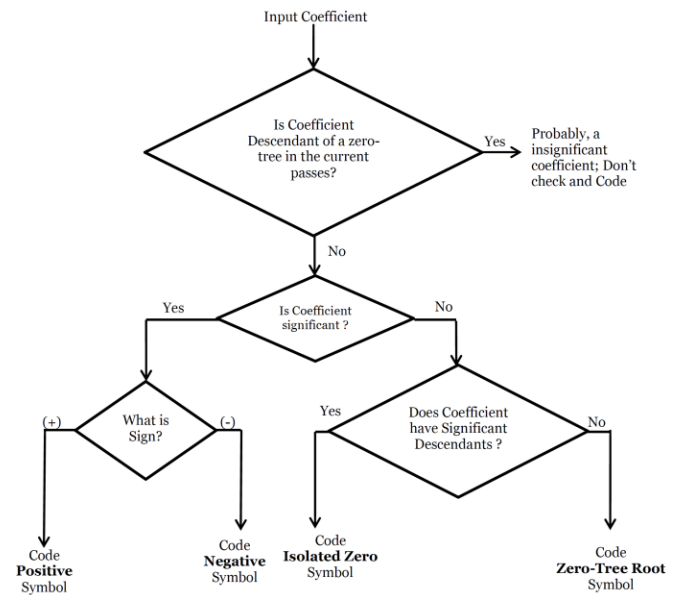 Input Coefficient
Is Coefficient
Descendant of a zero-
tree in the current
passes?
Yes
Probably, a
insignificant
coefficient; Don't
check and Code
No
Is Coefficient
significant ?
Yes
No
What is
Sign?
(+)
(-)
Does Coefficient
have Significant
Descendants ?
Yes
No
Code
Positive
Symbol
Code
Negative
Symbol
Code
Isolated Zero
Symbol
Code
Zero-Tree Root
Symbol